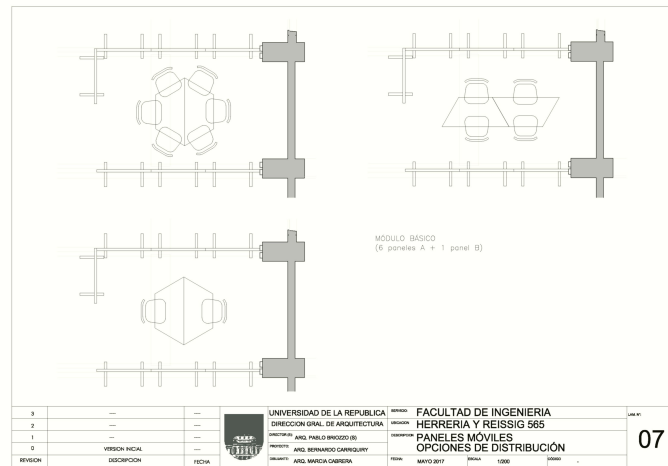 MÓDULO BÁSICO
(6 paneles A + 1 panel B)
3 — —
2 — —
1 — —
0 VERSION INICIAL —
REVISION DESCRIPCION FECHA
UNIVERSIDAD DE LA REPUBLICA
DIRECCION GRAL. DE ARQUITECTURA
DIRECTOR (S): ARQ. PABLO BRIOZZO (S)
PROYECTO: ARQ. BERNARDO CARRIQUIRY
DIBUJANTE: ARQ. MARCIA CABRERA
SERVICIO: FACULTAD DE INGENIERIA
UBICACION: HERRERIA Y REISSIG 565
DESCRIPCION: PANELES MÓVILES
OPCIONES DE DISTRIBUCIÓN
FECHA: MAYO 2017 ESCALA 1/200 CÓDIGO -
LAM. Nº:
07